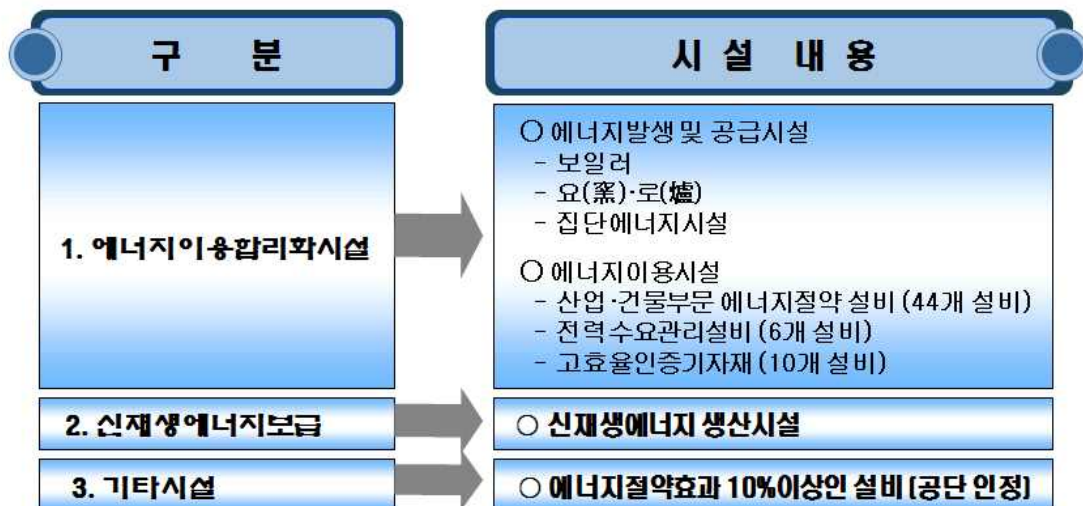 구 분
시 설 내 용
1. 에너지이용합리화시설
○ 에너지발생 및 공급시설
- 보일러
- 요(窯)·로(爐)
- 집단에너지시설
○ 에너지이용시설
- 산업·건물부문 에너지절약 설비 (44개 설비)
- 전력수요관리설비 (6개 설비)
- 고효율인증기자재 (10개 설비)
2. 신재생에너지보급
○ 신재생에너지 생산시설
3. 기타시설
○ 에너지절약효과 10%이상인 설비 (공단 인정)